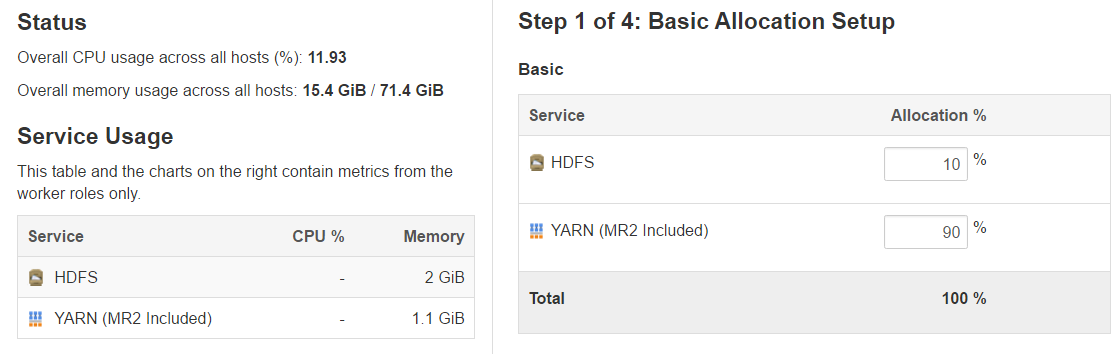 Status
Overall CPU usage across all hosts (%): 11.93
Overall memory usage across all hosts: 15.4 GiB / 71.4 GiB
Service Usage
This table and the charts on the right contain metrics from the
worker roles only.
Service CPU % Memory
HDFS - 2 GiB
YARN (MR2 Included) - 1.1 GiB
Step 1 of 4: Basic Allocation Setup
Basic
Service Allocation %
HDFS 10 %
YARN (MR2 Included) 90 %
Total 100 %